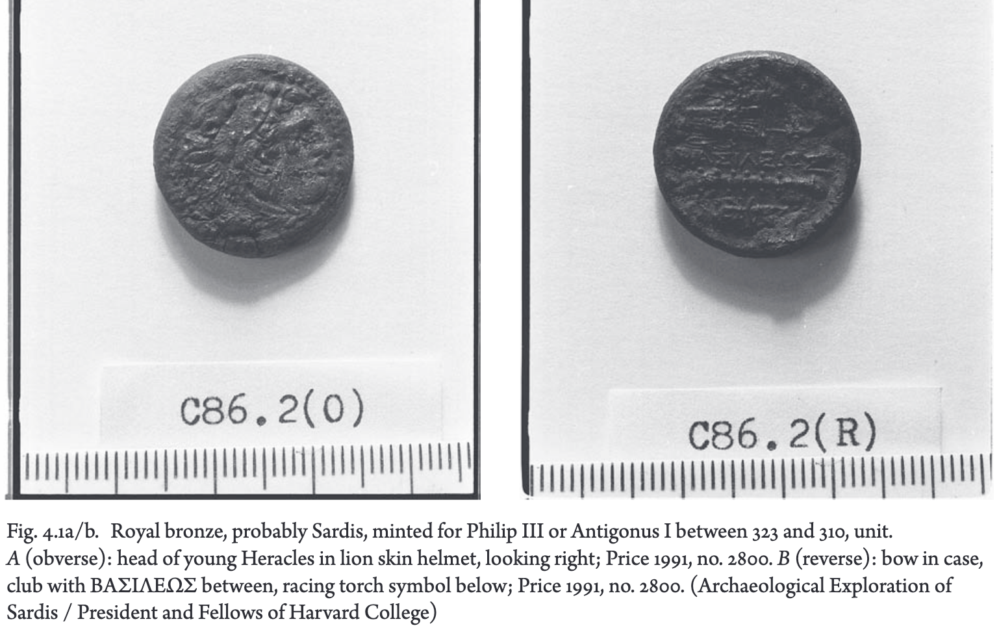 ΑΣΙΛΕΩΣ
C86.2(O)
C86.2(R)
Fig. 4.1a/b. Royal bronze, probably Sardis, minted for Philip III or Antigonus I between 323 and 310, unit.
A (obverse): head of young Heracles in lion skin helmet, looking right; Price 1991, no. 2800. B (reverse): bow in case,
club with ΒΑΣΙΛΕΩΣ between, racing torch symbol below; Price 1991, no. 2800. (Archaeological Exploration of
Sardis / President and Fellows of Harvard College)